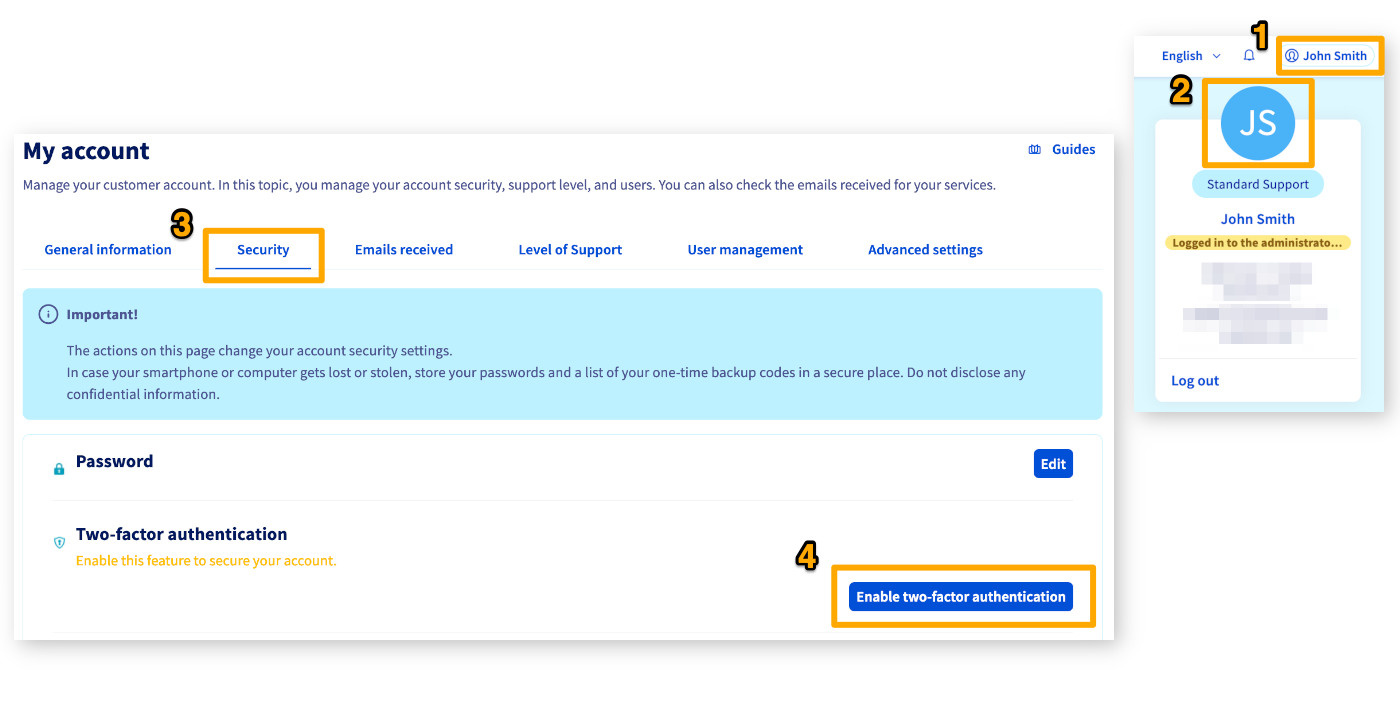 1
English
John Smith
2
JS
Standard Support
John Smith
Logged in to the administrato...
Log out
My account
Guides
Manage your customer account. In this topic, you manage your account security, support level, and users. You can also check the emails received for your services.
3
General information Security Emails received Level of Support User management Advanced settings
Important!
The actions on this page change your account security settings.
In case your smartphone or computer gets lost or stolen, store your passwords and a list of your one-time backup codes in a secure place. Do not disclose any
confidential information.
Password
Edit
Two-factor authentication
Enable this feature to secure your account.
4
Enable two-factor authentication